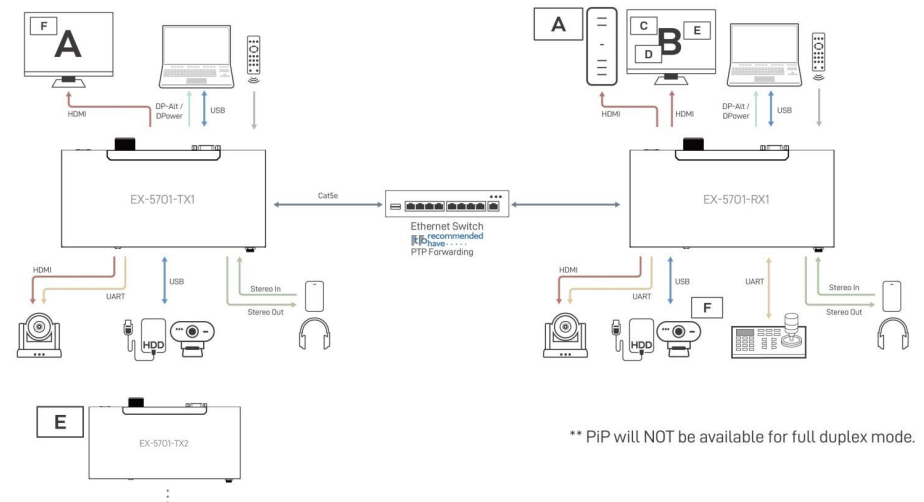 F
A
HDMI
DP-Alt /
DPower
USB
EX-5701-TX1
HDMI
UART
USB
Stereo In
Stereo Out
HDD
E
EX-5701-TX2
Cat5e
Ethernet Switch
recommended
have
PTP Forwarding
A
C
B
E
D
HDMI
HDMI
DP-Alt /
DPower
USB
EX-5701-RX1
HDMI
UART
USB
F
UART
Stereo In
Stereo Out
HDD
** PiP will NOT be available for full duplex mode.